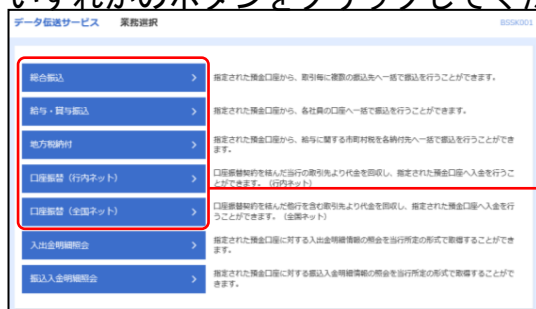 いずれかのボタンをクリックしてくだ
データ伝送サービス 業務選択
BSSK001
総合振込
指定された預金口座から、取引毎に複数の振込先へ一括で振込を行うことができます。
給与・賞与振込
指定された預金口座から、各社員の口座へ一括で振込を行うことができます。
地方税納付
指定された預金口座から、給与に関する市町村税を各納付先へ一括で振込を行うことができ
ます。
口座振替（行内ネット）
口座振替契約を結んだ当行の取引先より代金を回収し、指定された預金口座へ入金を行うこ
とができます。（行内ネット）
口座振替（全国ネット）
口座振替契約を結んだ他行を含む取引先より代金を回収し、指定された預金口座へ入金を行
うことができます。（全国ネット）
入出金明細照会
指定された預金口座に対する入出金明細情報の照会を当行所定の形式で取得することができ
ます。
振込入金明細照会
指定された預金口座に対する振込入金明細情報の照会を当行所定の形式で取得することがで
きます。